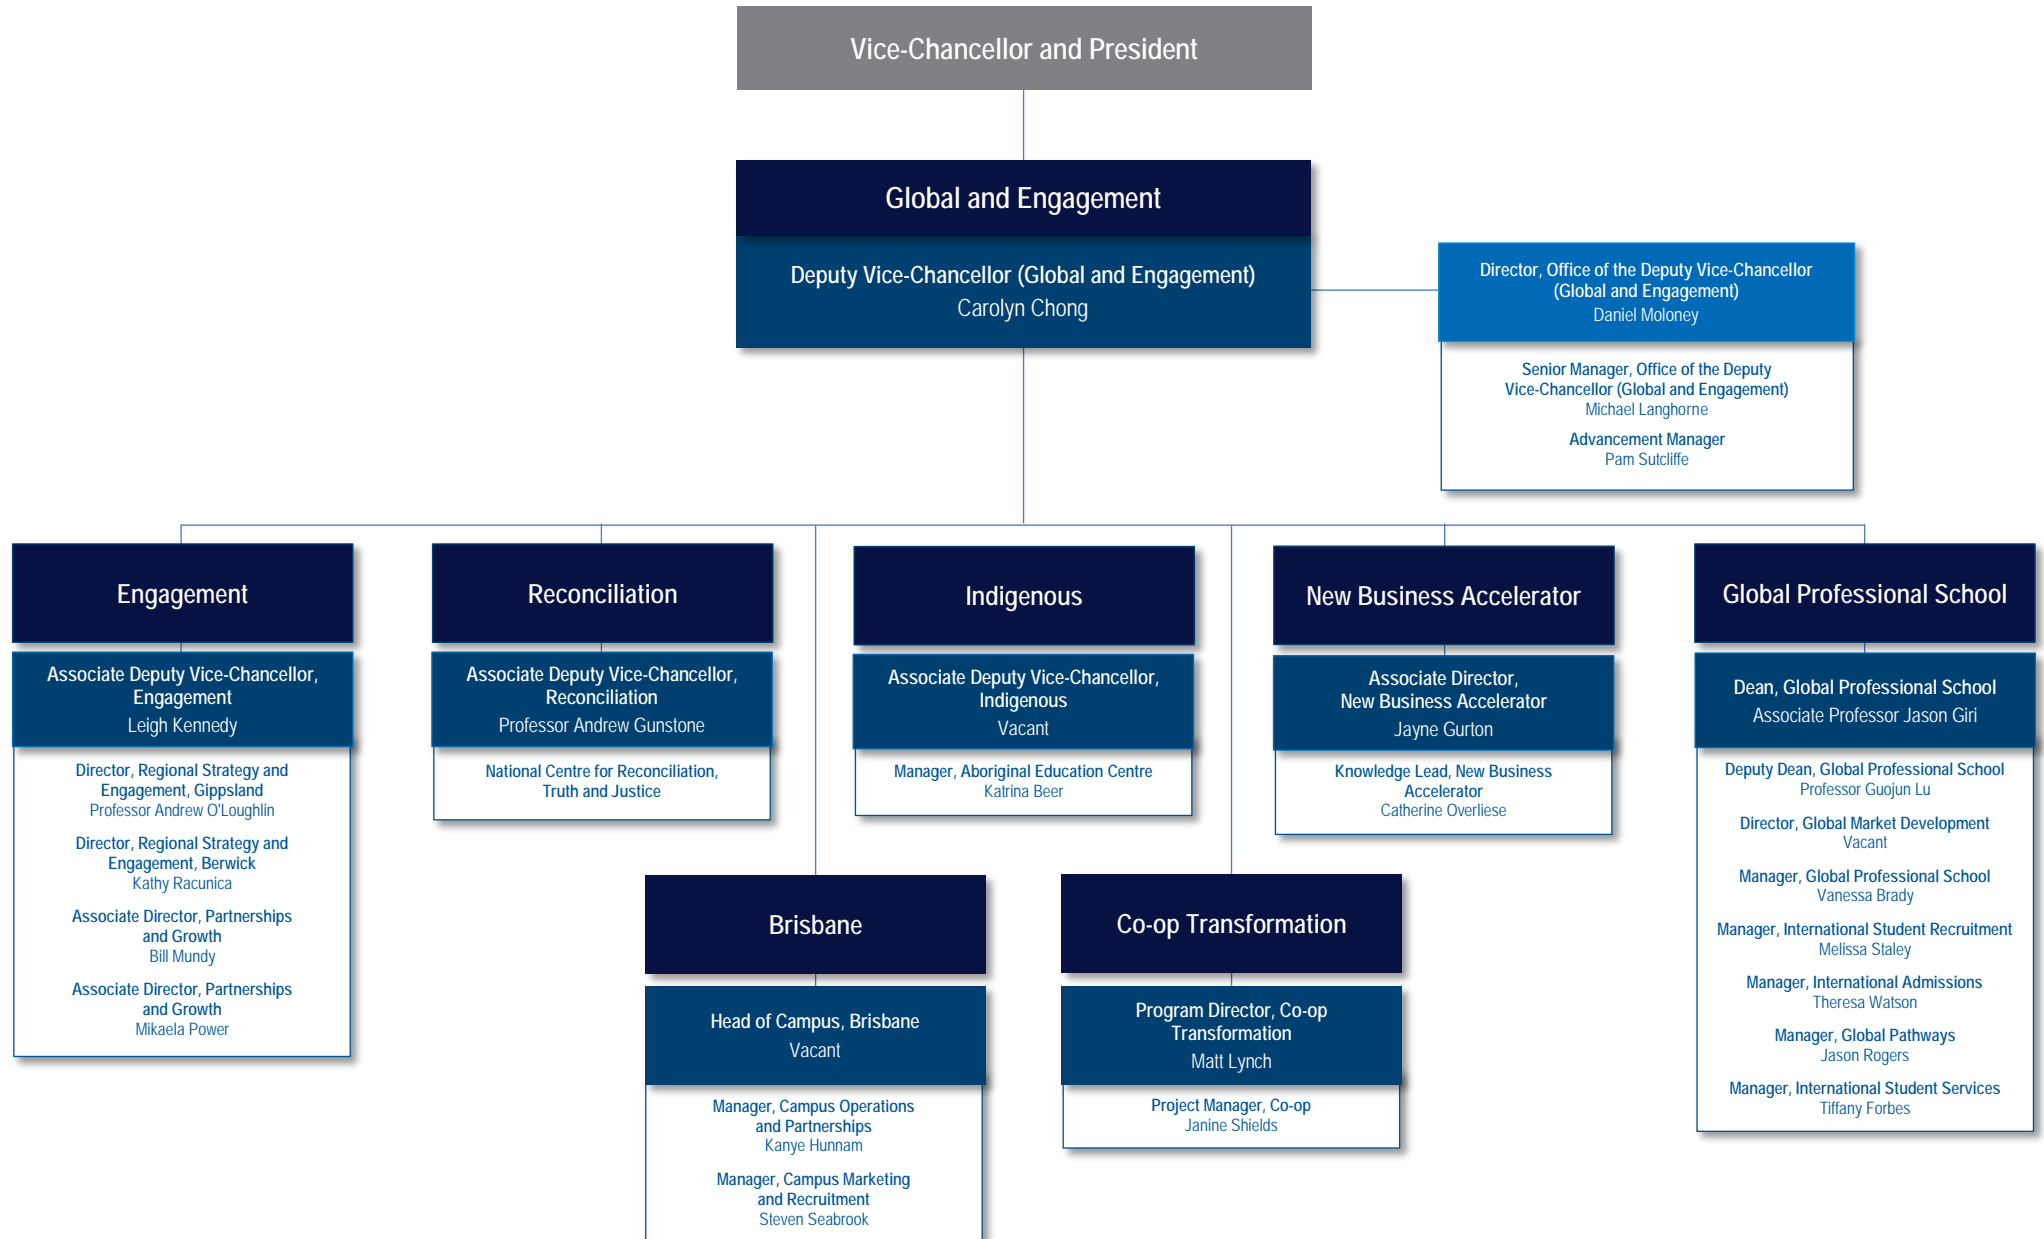 Vice-Chancellor and President
Global and Engagement
Deputy Vice-Chancellor (Global and Engagement)
Carolyn Chong
Director, Office of the Deputy Vice-Chancellor
(Global and Engagement)
Daniel Moloney
Senior Manager, Office of the Deputy
Vice-Chancellor (Global and Engagement)
Michael Langhorne
Advancement Manager
Pam Sutcliffe
Engagement
Associate Deputy Vice-Chancellor,
Engagement
Leigh Kennedy
Director, Regional Strategy and
Engagement, Gippsland
Professor Andrew O'Loughlin
Director, Regional Strategy and
Engagement, Berwick
Kathy Racunica
Associate Director, Partnerships
and Growth
Bill Mundy
Associate Director, Partnerships
and Growth
Mikaela Power
Reconciliation
Associate Deputy Vice-Chancellor,
Reconciliation
Professor Andrew Gunstone
National Centre for Reconciliation,
Truth and Justice
Indigenous
Associate Deputy Vice-Chancellor,
Indigenous
Vacant
Manager, Aboriginal Education Centre
Katrina Beer
New Business Accelerator
Associate Director,
New Business Accelerator
Jayne Gurton
Knowledge Lead, New Business
Accelerator
Catherine Overliese
Global Professional School
Dean, Global Professional School
Associate Professor Jason Giri
Deputy Dean, Global Professional School
Professor Guojun Lu
Director, Global Market Development
Vacant
Manager, Global Professional School
Vanessa Brady
Manager, International Student Recruitment
Melissa Staley
Manager, International Admissions
Theresa Watson
Manager, Global Pathways
Jason Rogers
Manager, International Student Services
Tiffany Forbes
Brisbane
Head of Campus, Brisbane
Vacant
Manager, Campus Operations
and Partnerships
Kanye Hunnam
Manager, Campus Marketing
and Recruitment
Steven Seabrook
Co-op Transformation
Program Director, Co-op
Transformation
Matt Lynch
Project Manager, Co-op
Janine Shields